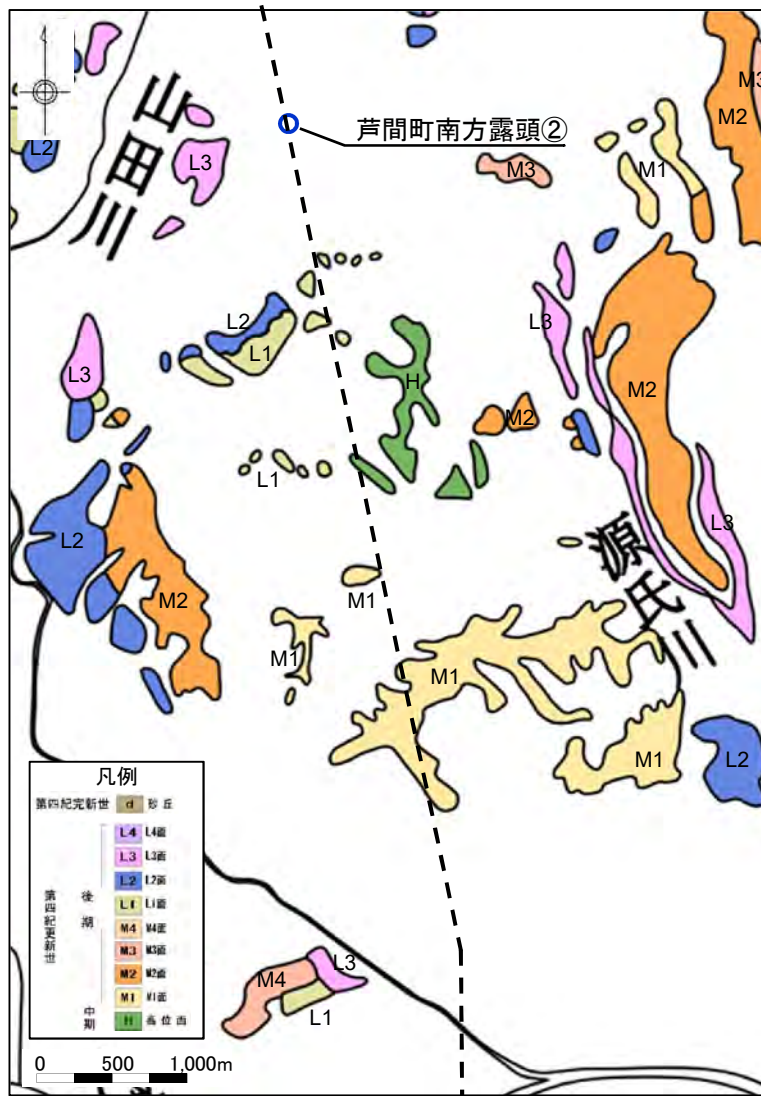 山田川
L2
L3
芦間町南方露頭②
M3
M1
M2
M3
L2
L1
L3
H
M2
L3
M2
L3
L1
L2
M2
源氏川
M1
M1
M1
M1
L2
凡例
第四紀完新世 d 砂丘
第四紀更新世
後期
中期
L4 L4面
L3 L3面
L2 L2面
L1 L1面
M4 M4面
M3 M3面
M2 M2面
M1 M1面
H 高位面
M4
L3
L1
0 500 1,000m